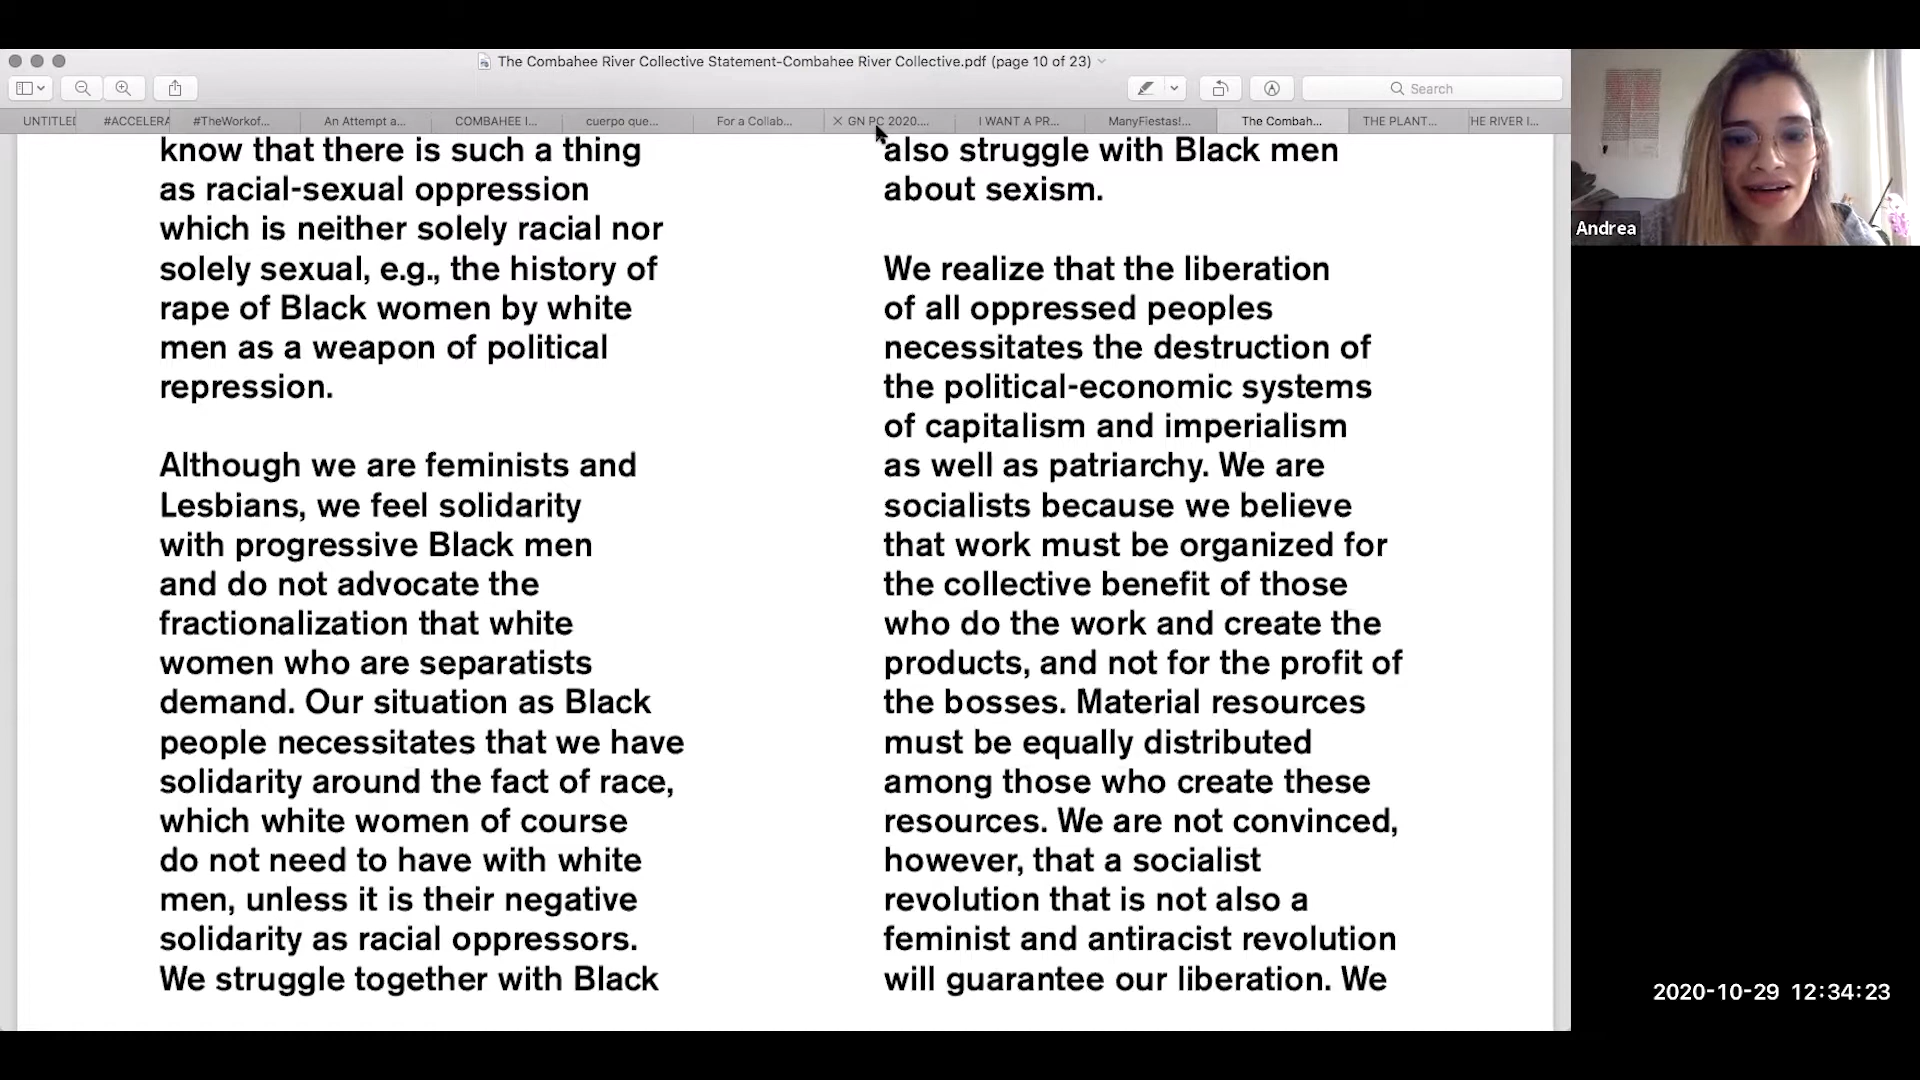 The Combahee River Collective Statement-Combahee River Collective.pdf (page 10 of 23)
Search
UNTITLE
#ACCELERA
#TheWorkof...
An Attempt a...
COMBAHEE I...
cuerpo que...
For a Collab...
GN PC 2020....
I WANT A PR...
ManyFiestas!...
The Combah...
THE PLANT...
HE RIVER I...
know that there is such a thing
as racial-sexual oppression
which is neither solely racial nor
solely sexual, e.g., the history of
rape of Black women by white
men as a weapon of political
repression.
Although we are feminists and
Lesbians, we feel solidarity
with progressive Black men
and do not advocate the
fractionalization that white
women who are separatists
demand. Our situation as Black
people necessitates that we have
solidarity around the fact of race,
which white women of course
do not need to have with white
men, unless it is their negative
solidarity as racial oppressors.
We struggle together with Black
also struggle with Black men
about sexism.
We realize that the liberation
of all oppressed peoples
necessitates the destruction of
the political-economic systems
of capitalism and imperialism
as well as patriarchy. We are
socialists because we believe
that work must be organized for
the collective benefit of those
who do the work and create the
products, and not for the profit of
the bosses. Material resources
must be equally distributed
among those who create these
resources. We are not convinced,
however, that a socialist
revolution that is not also a
feminist and antiracist revolution
will guarantee our liberation. We
Andrea
2020-10-29 12:34:23